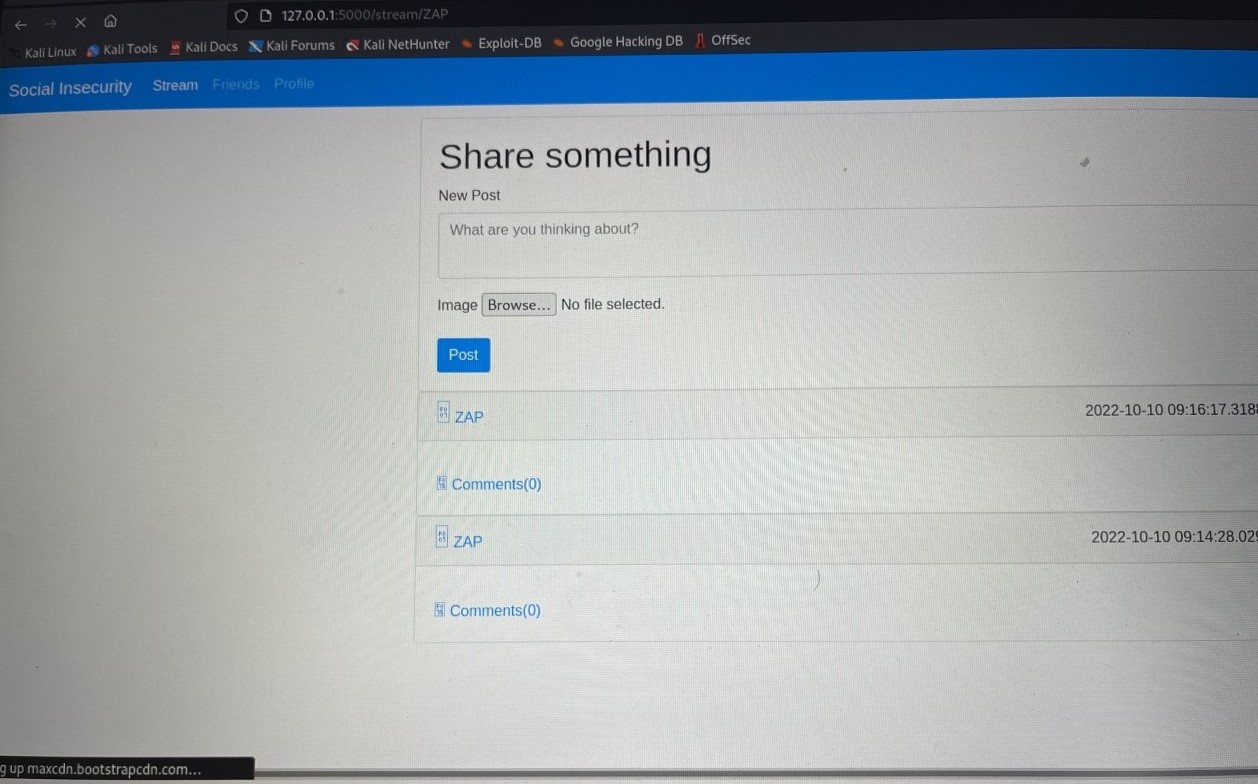 127.0.0.1:5000/stream/ZAP
Kali Linux Kali Tools Kali Docs Kali Forums Kali NetHunter Exploit-DB Google Hacking DB OffSec
Social Insecurity Stream Friends Profile
Share something
New Post
What are you thinking about?
Image Browse... No file selected.
Post
ZAP 2022-10-10 09:16:17.318
Comments(0)
ZAP 2022-10-10 09:14:28.029
Comments(0)
g up maxcdn.bootstrapcdn.com...